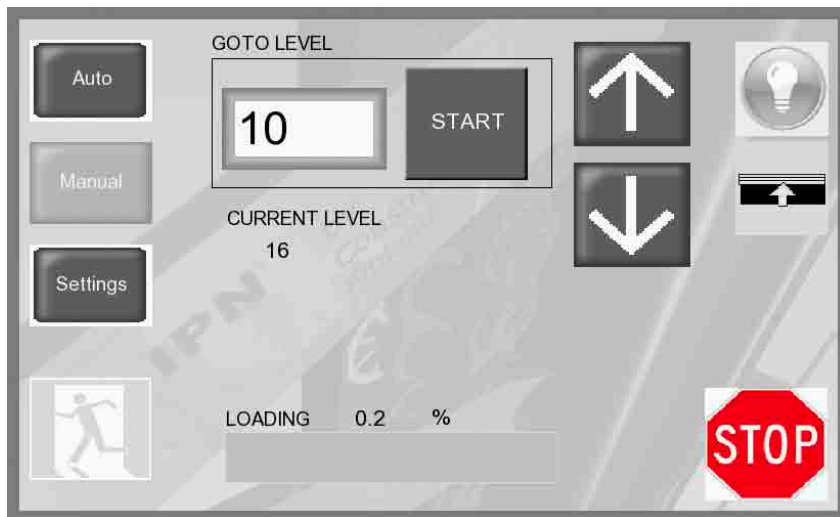 GOTO LEVEL
Auto
10
START
Manual
CURRENT LEVEL
16
Settings
IPN
LOADING 0.2 %
STOP